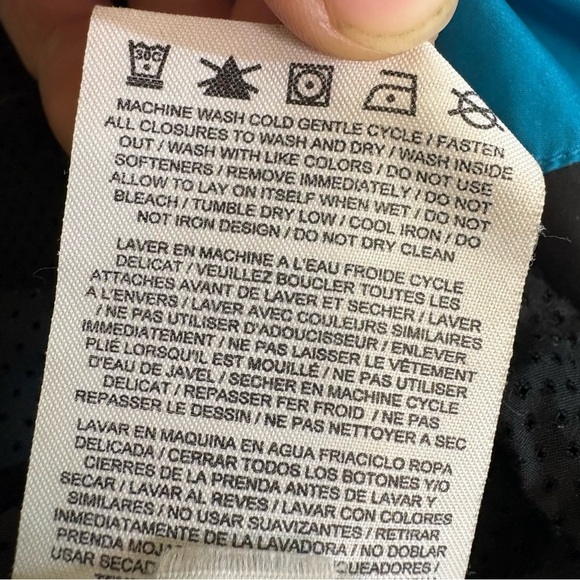 30C
MACHINE WASH COLD GENTLE CYCLE / FASTEN
ALL CLOSURES TO WASH AND DRY / WASH INSIDE
OUT / WASH WITH LIKE COLORS / DO NOT USE
SOFTENERS / REMOVE IMMEDIATELY / DO NOT
ALLOW TO LAY ON ITSELF WHEN WET / DO NOT
BLEACH / TUMBLE DRY LOW / COOL IRON / DO
NOT IRON DESIGN / DO NOT DRY CLEAN
LAVER EN MACHINE A L'EAU FROIDE CYCLE
DELICAT / VEUILLEZ BOUCLER TOUTES LES
ATTACHES AVANT DE LAVER ET SECHER / LAVER
A L'ENVERS / LAVER AVEC COULEURS SIMILAIRES
/ NE PAS UTILISER D'ADOUCISSEUR / ENLEVER
IMMEDIATEMENT / NE PAS LAISSER LE VÊTEMENT
PLIÉ LORSQU'IL EST MOUILLÉ / NE PAS UTILISER
D'EAU DE JAVEL / SECHER EN MACHINE CYCLE
DELICAT / REPASSER FER FROID / NE PAS
REPASSER LE DESSIN / NE PAS NETTOYER A SEC
LAVAR EN MAQUINA EN AGUA FRIACICLO ROPA
DELICADA / CERRAR TODOS LOS BOTONES Y/O
CIERRES DE LA PRENDA ANTES DE LAVAR Y
SECAR / LAVAR AL REVES / LAVAR CON COLORES
SIMILARES / NO USAR SUAVIZANTES / RETIRAR
INMEDIATAMENTE DE LA LAVADORA / NO DOBLAR
PRENDA
USAR